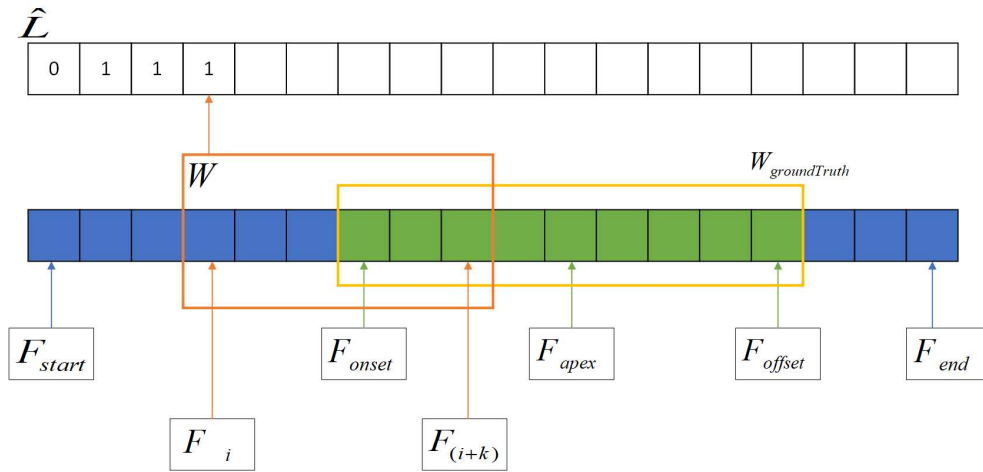 L̂
0 1 1 1
W
W_groundTruth
F_start
F_onset
F_apex
F_offset
F_end
F_i
F_(i+k)